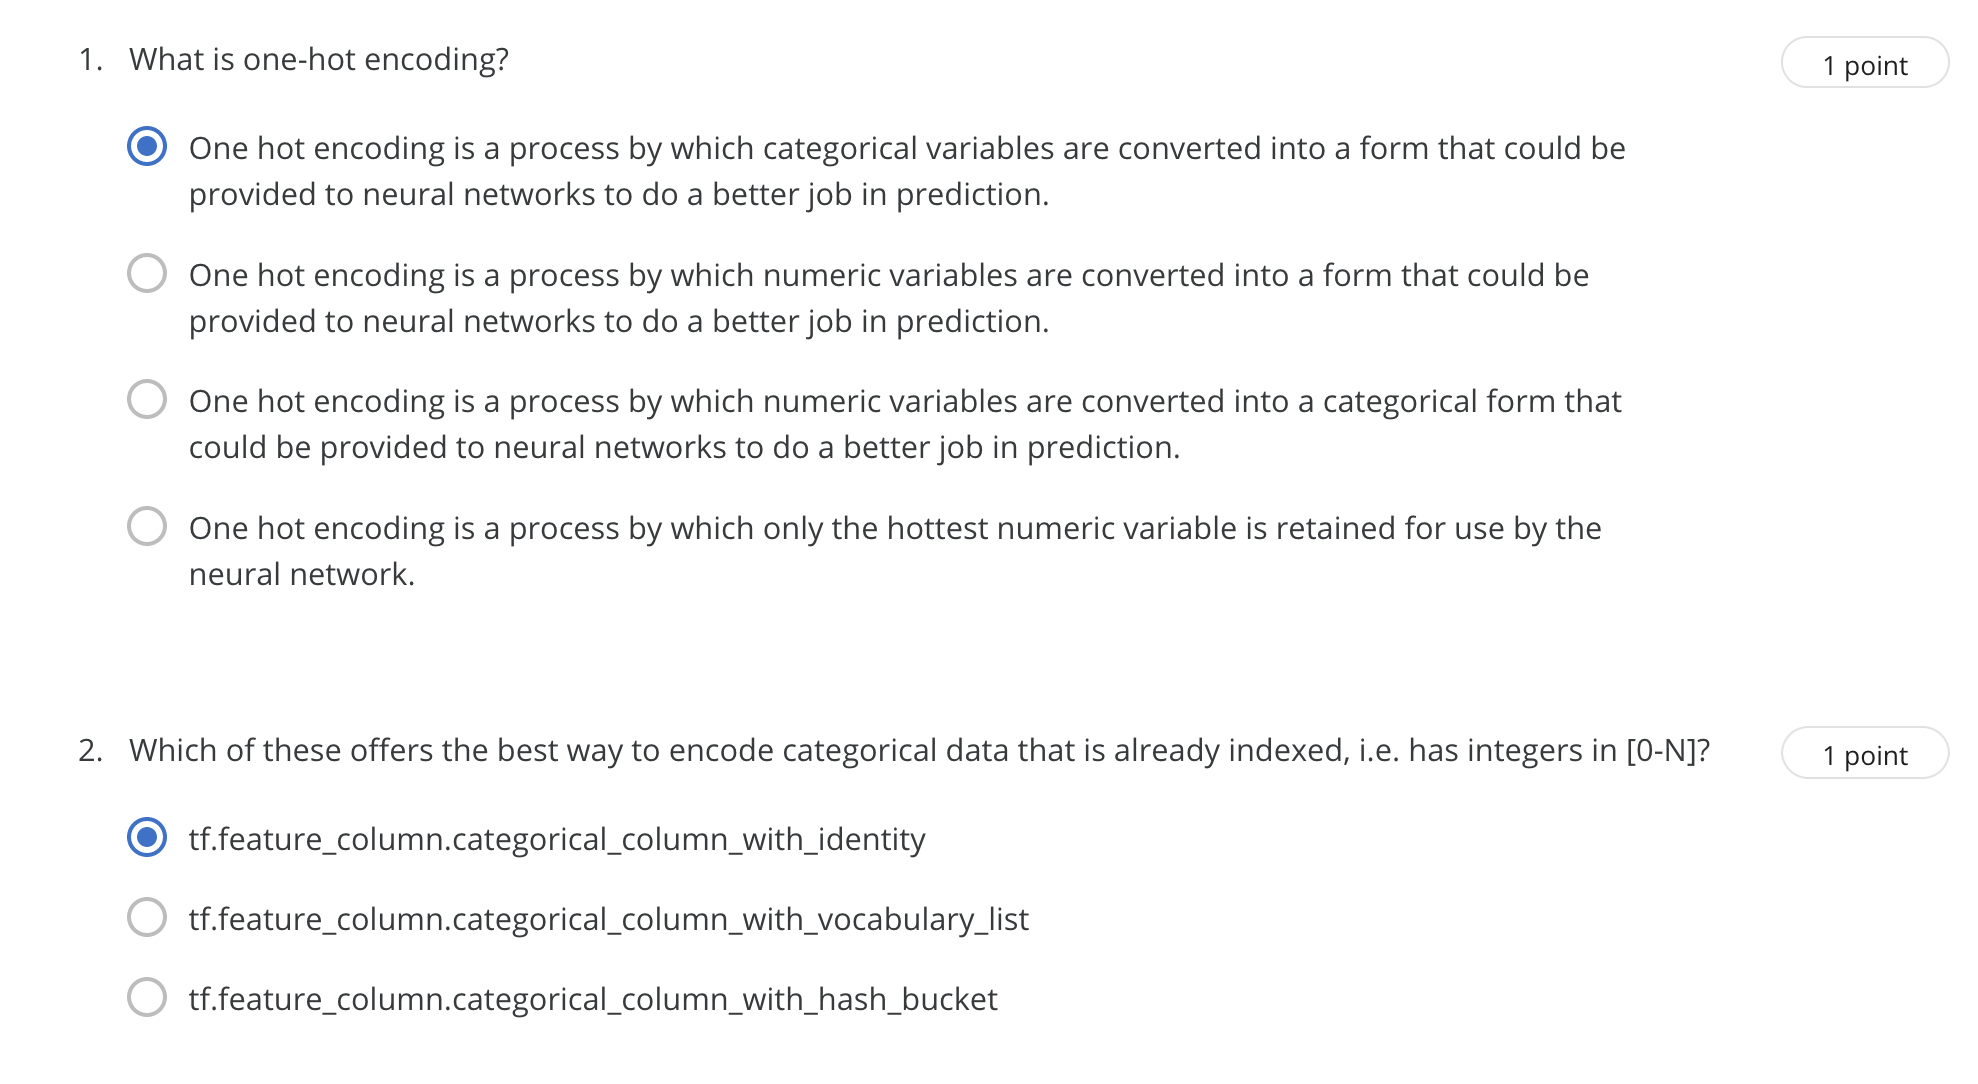 1. What is one-hot encoding?
1 point
One hot encoding is a process by which categorical variables are converted into a form that could be
provided to neural networks to do a better job in prediction.
One hot encoding is a process by which numeric variables are converted into a form that could be
provided to neural networks to do a better job in prediction.
One hot encoding is a process by which numeric variables are converted into a categorical form that
could be provided to neural networks to do a better job in prediction.
One hot encoding is a process by which only the hottest numeric variable is retained for use by the
neural network.
2. Which of these offers the best way to encode categorical data that is already indexed, i.e. has integers in [0-N]?
1 point
tf.feature_column.categorical_column_with_identity
tf.feature_column.categorical_column_with_vocabulary_list
tf.feature_column.categorical_column_with_hash_bucket